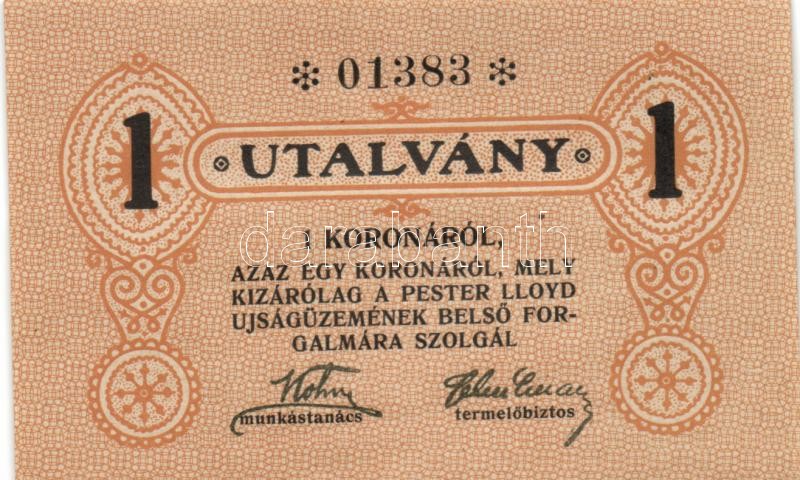 * 01383 *
1 UTALVÁNY 1
1 KORONÁRÓL,
darabanth
AZAZ EGY KORONÁRÓL, MELY
KIZÁRÓLAG A PESTER LLOYD
UJSÁGÜZEMÉNEK BELSŐ FOR-
GALMÁRA SZOLGÁL
munkástanács termelőbiztos